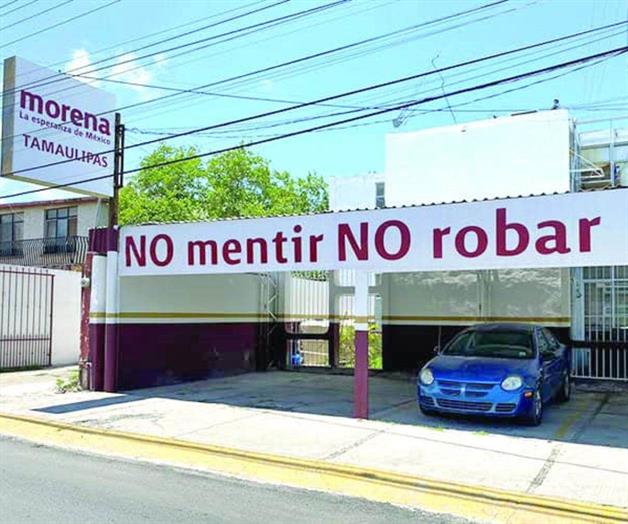 morena
La esperanza de México
TAMAULIPAS
NO mentir NO robar